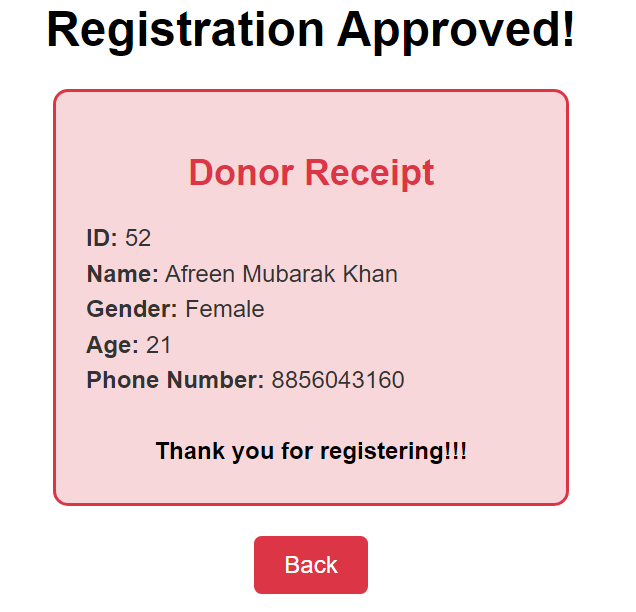 Registration Approved!
Donor Receipt
ID: 52
Name: Afreen Mubarak Khan
Gender: Female
Age: 21
Phone Number: 8856043160
Thank you for registering!!!
Back